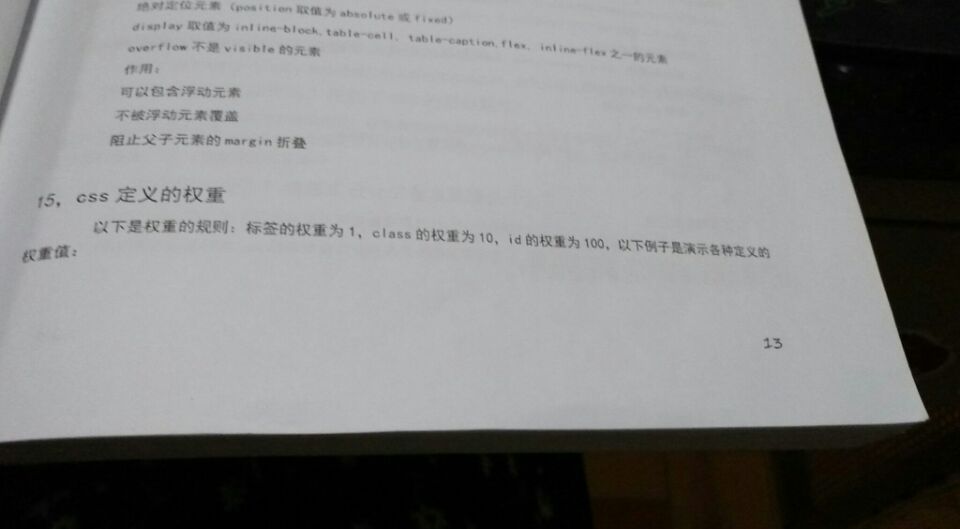 绝对定位元素（position 取值为 absolute 或 fixed）
display 取值为 inline-block,table-cell, table-caption,flex, inline-flex 之一的元素
overflow 不是 visible 的元素
作用：
可以包含浮动元素
不被浮动元素覆盖
阻止父子元素的 margin 折叠
15，css 定义的权重
以下是权重的规则：标签的权重为 1，class 的权重为 10，id 的权重为 100，以下例子是演示各种定义的
权重值：
13